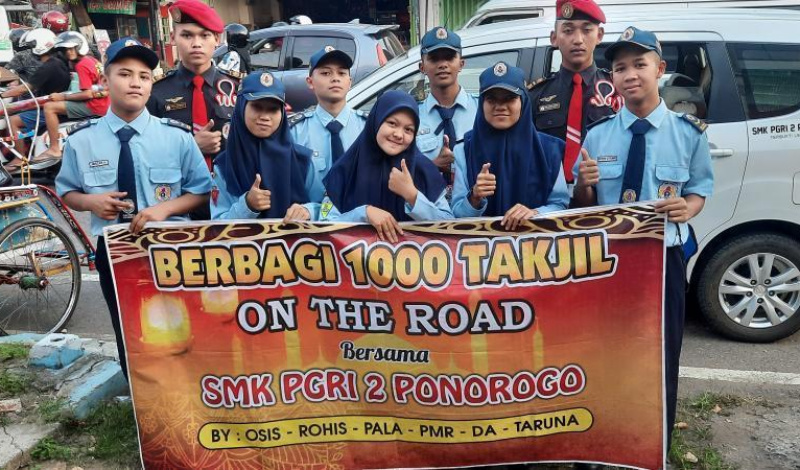 BERBAGI 1000 TAKJIL
ON THE ROAD
Bersama
SMK PGRI 2 PONOROGO
BY : OSIS - ROHIS - PALA - PMR - DA - TARUNA
SMK PGRI 2 P